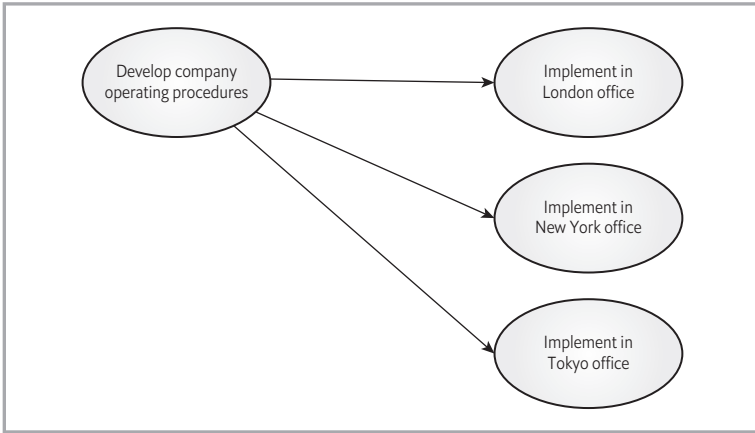 Develop company
operating procedures
Implement in
London office
Implement in
New York office
Implement in
Tokyo office